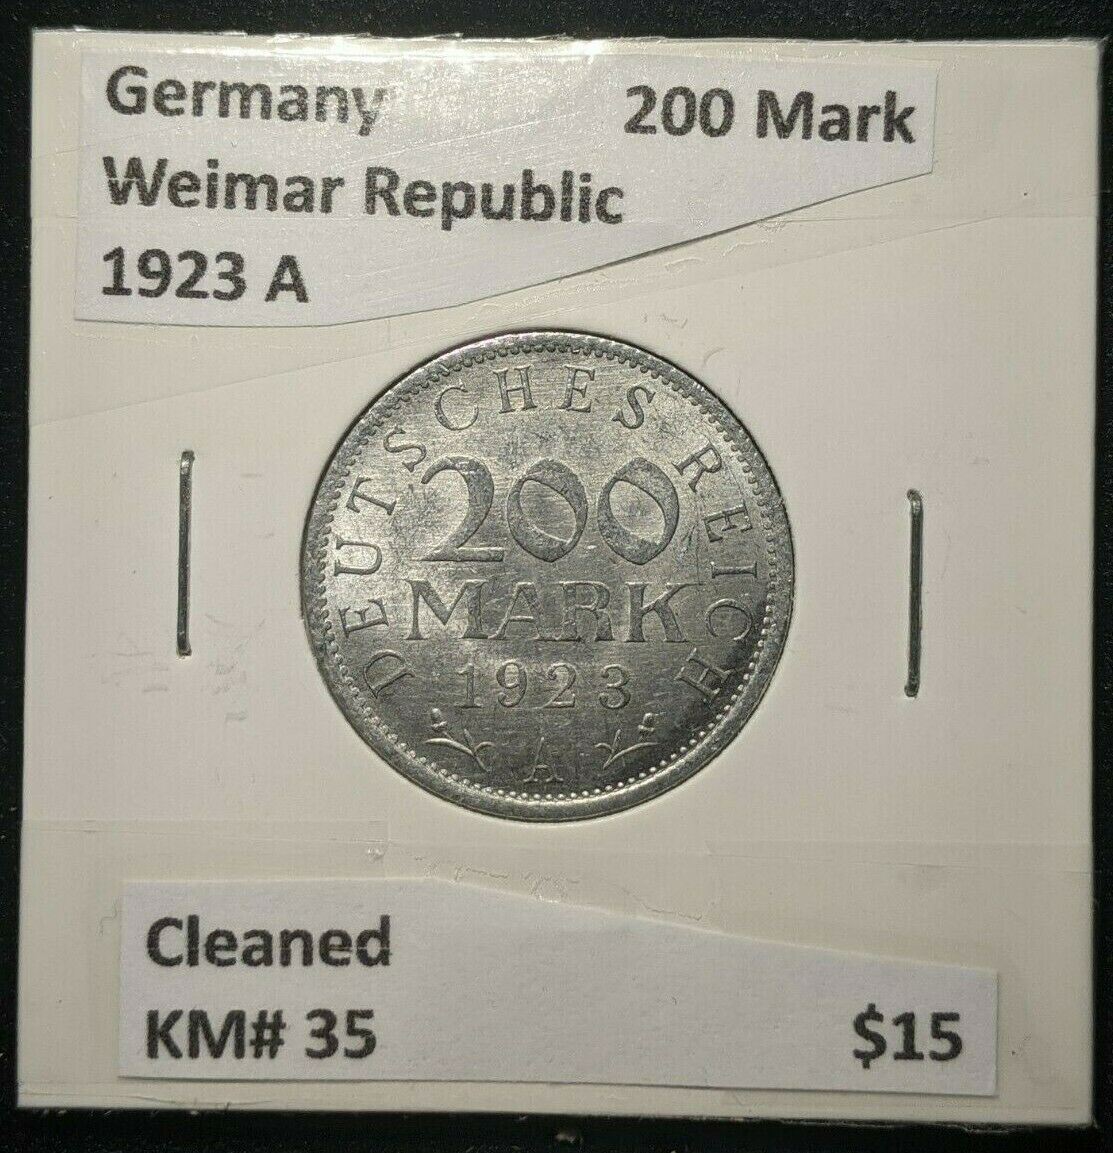 Germany 200 Mark
Weimar Republic
1923 A
DEUTSCHES REICH
200
MARK
1923
A
Cleaned
KM# 35 $15